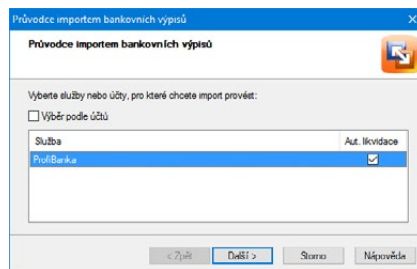 Průvodce importem bankovních výpisů
Průvodce importem bankovních výpisů
Vyberte služby nebo účty, pro které chcete import provést:
Výběr podle účtů
Služba Aut. likvidace
ProfiBanka
< Zpět Další > Storno Nápověda